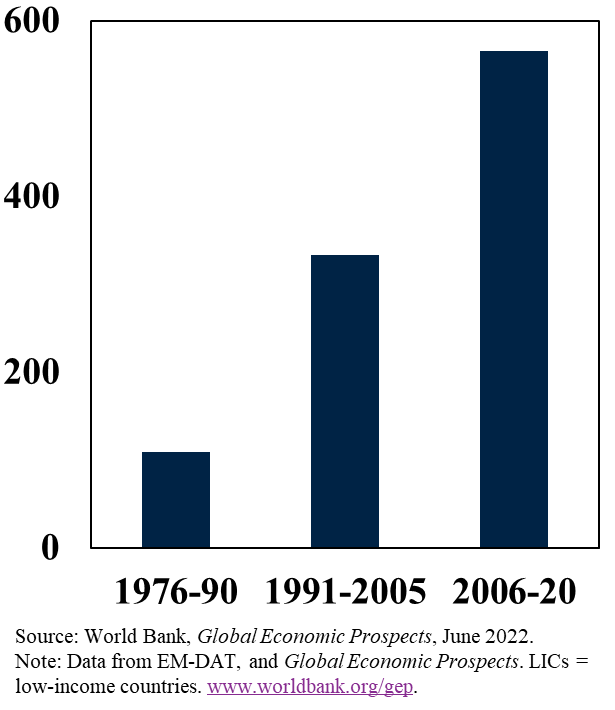 600
400
200
0
1976-90 1991-2005 2006-20
Source: World Bank, Global Economic Prospects, June 2022.
Note: Data from EM-DAT, and Global Economic Prospects. LICs =
low-income countries. www.worldbank.org/gep.